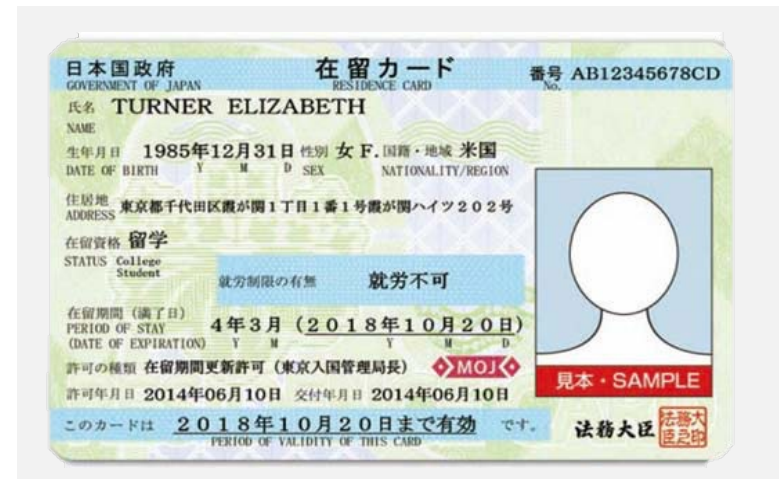 日本国政府 在留カード 番号 AB12345678CD
GOVERNMENT OF JAPAN RESIDENCE CARD No.
氏名 TURNER ELIZABETH
NAME
生年月日 1985年12月31日 性別 女 F. 国籍・地域 米国
DATE OF BIRTH Y M D SEX NATIONALITY/REGION
住居地 東京都千代田区霞が関1丁目1番1号霞が関ハイツ202号
ADDRESS
在留資格 留学
STATUS College
Student
就労制限の有無 就労不可
在留期間(満了日)
PERIOD OF STAY 4年3月(2018年10月20日)
(DATE OF EXPIRATION) Y M Y M D
許可の種類 在留期間更新許可(東京入国管理局長) MOJ
見本・SAMPLE
許可年月日 2014年06月10日 交付年月日 2014年06月10日
このカードは 2018年10月20日まで有効 です。
PERIOD OF VALIDITY OF THIS CARD
法務大臣